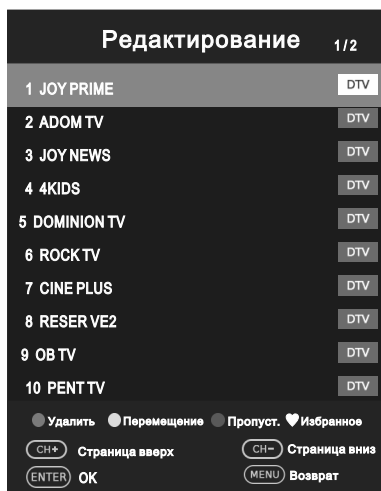 Редактирование 1/2
1 JOY PRIME DTV
2 ADOM TV DTV
3 JOY NEWS DTV
4 4KIDS DTV
5 DOMINION TV DTV
6 ROCK TV DTV
7 CINE PLUS DTV
8 RESER VE2 DTV
9 OB TV DTV
10 PENT TV DTV
Удалить Перемещение Пропуст. Избранное
CH+ Страница вверх CH- Страница вниз
ENTER OK MENU Возврат